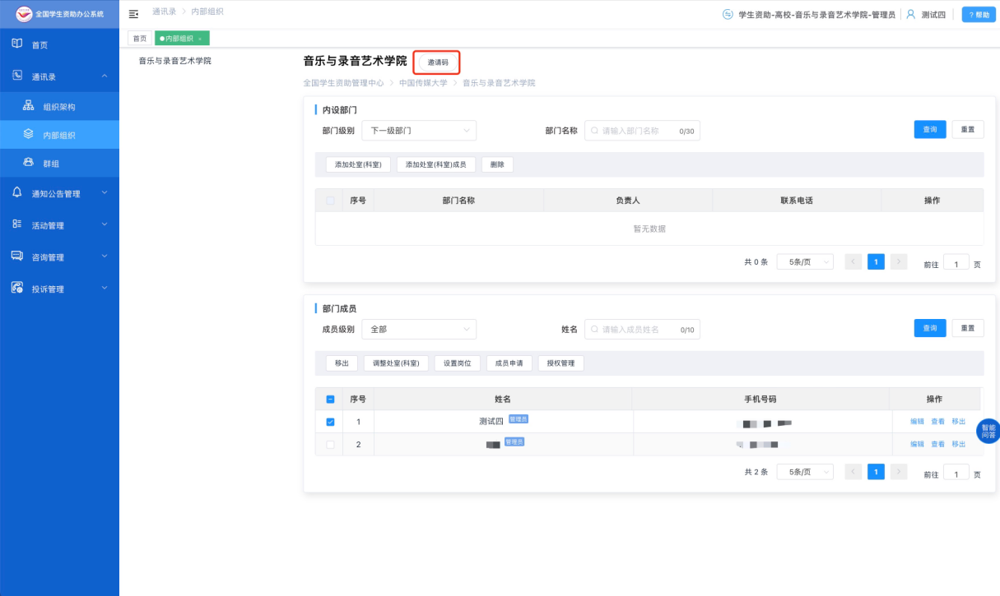 全国学生资助办公系统
通讯录 > 内部组织
学生资助-高校-音乐与录音艺术学院-管理员 测试四 ?帮助
首页
通讯录
组织架构
内部组织
群组
通知公告管理
活动管理
咨询管理
投诉管理
首页 ●内部组织 ×
音乐与录音艺术学院
音乐与录音艺术学院 邀请码
全国学生资助管理中心 > 中国传媒大学 > 音乐与录音艺术学院
内设部门
部门级别 下一级部门 部门名称 请输入部门名称 0/30 查询 重置
添加处室(科室) 添加处室(科室)成员 删除
序号 部门名称 负责人 联系电话 操作
暂无数据
共 0 条 5条/页 < 1 > 前往 1 页
部门成员
成员级别 全部 姓名 请输入成员姓名 0/10 查询 重置
移出 调整处室(科室) 设置岗位 成员申请 授权管理
序号 姓名 手机号码 操作
1 测试四 管理员 编辑 查看 移出
2 管理员 编辑 查看 移出
智能
问答
共 2 条 5条/页 < 1 > 前往 1 页